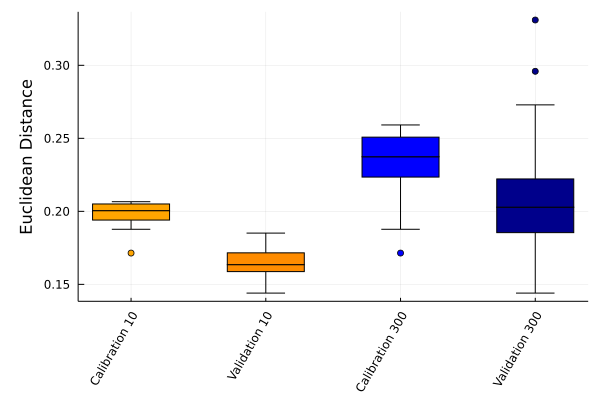 Euclidean Distance
0.30
0.25
0.20
0.15
Calibration 10
Validation 10
Calibration 300
Validation 300